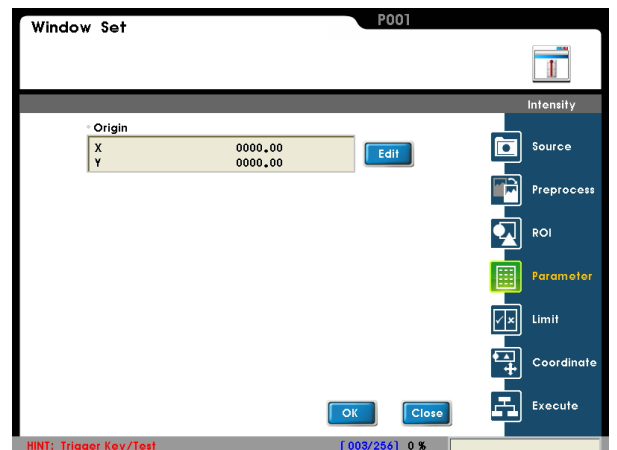 Window Set
P001
Intensity
Origin
X 0000.00
Y 0000.00
Edit
Source
Preprocess
ROI
Parameter
Limit
Coordinate
Execute
OK
Close
HINT: Trigger Key/Test
[003/256] 0 %